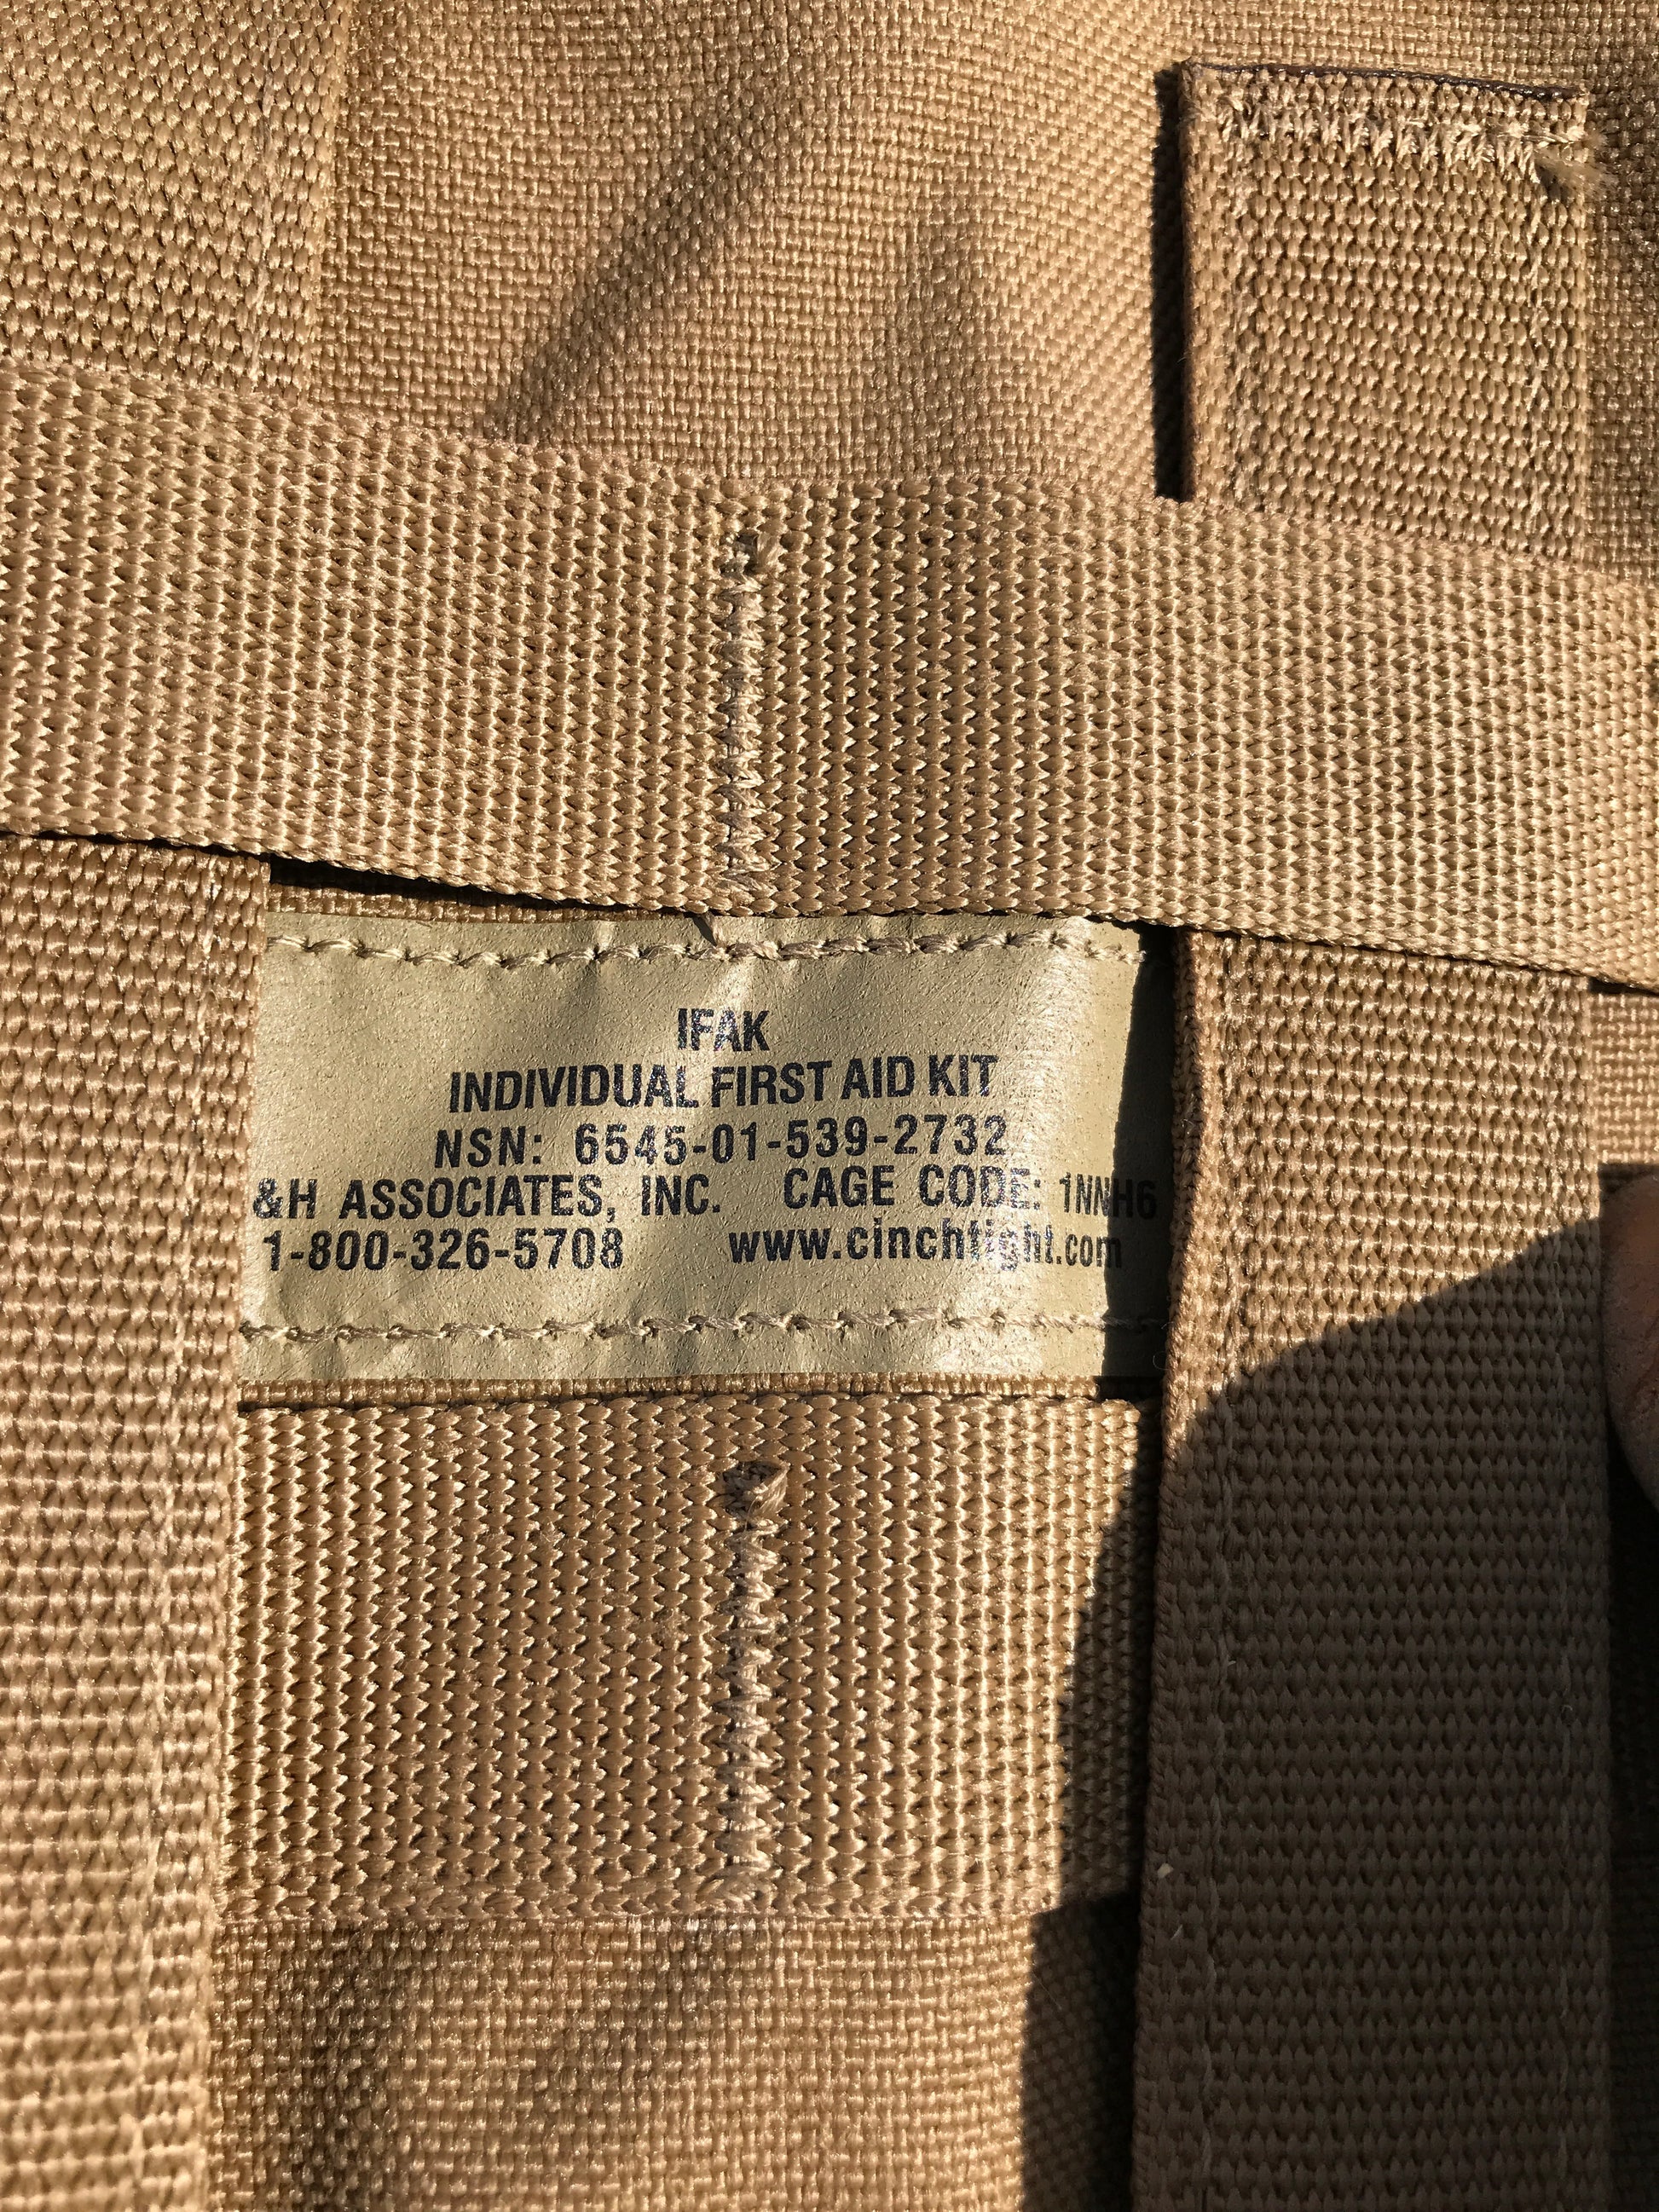 IFAK
INDIVIDUAL FIRST AID KIT
NSN: 6545-01-539-2732
&H ASSOCIATES, INC. CAGE CODE: 1NNH6
1-800-326-5708 www.cinchtight.com